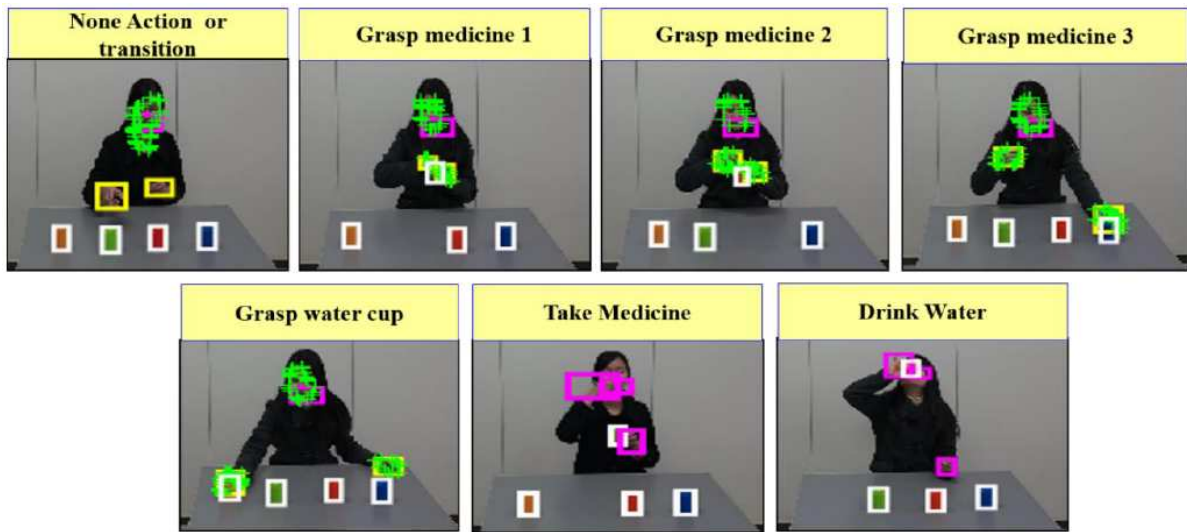 None Action or
transition
Grasp medicine 1
Grasp medicine 2
Grasp medicine 3
Grasp water cup
Take Medicine
Drink Water